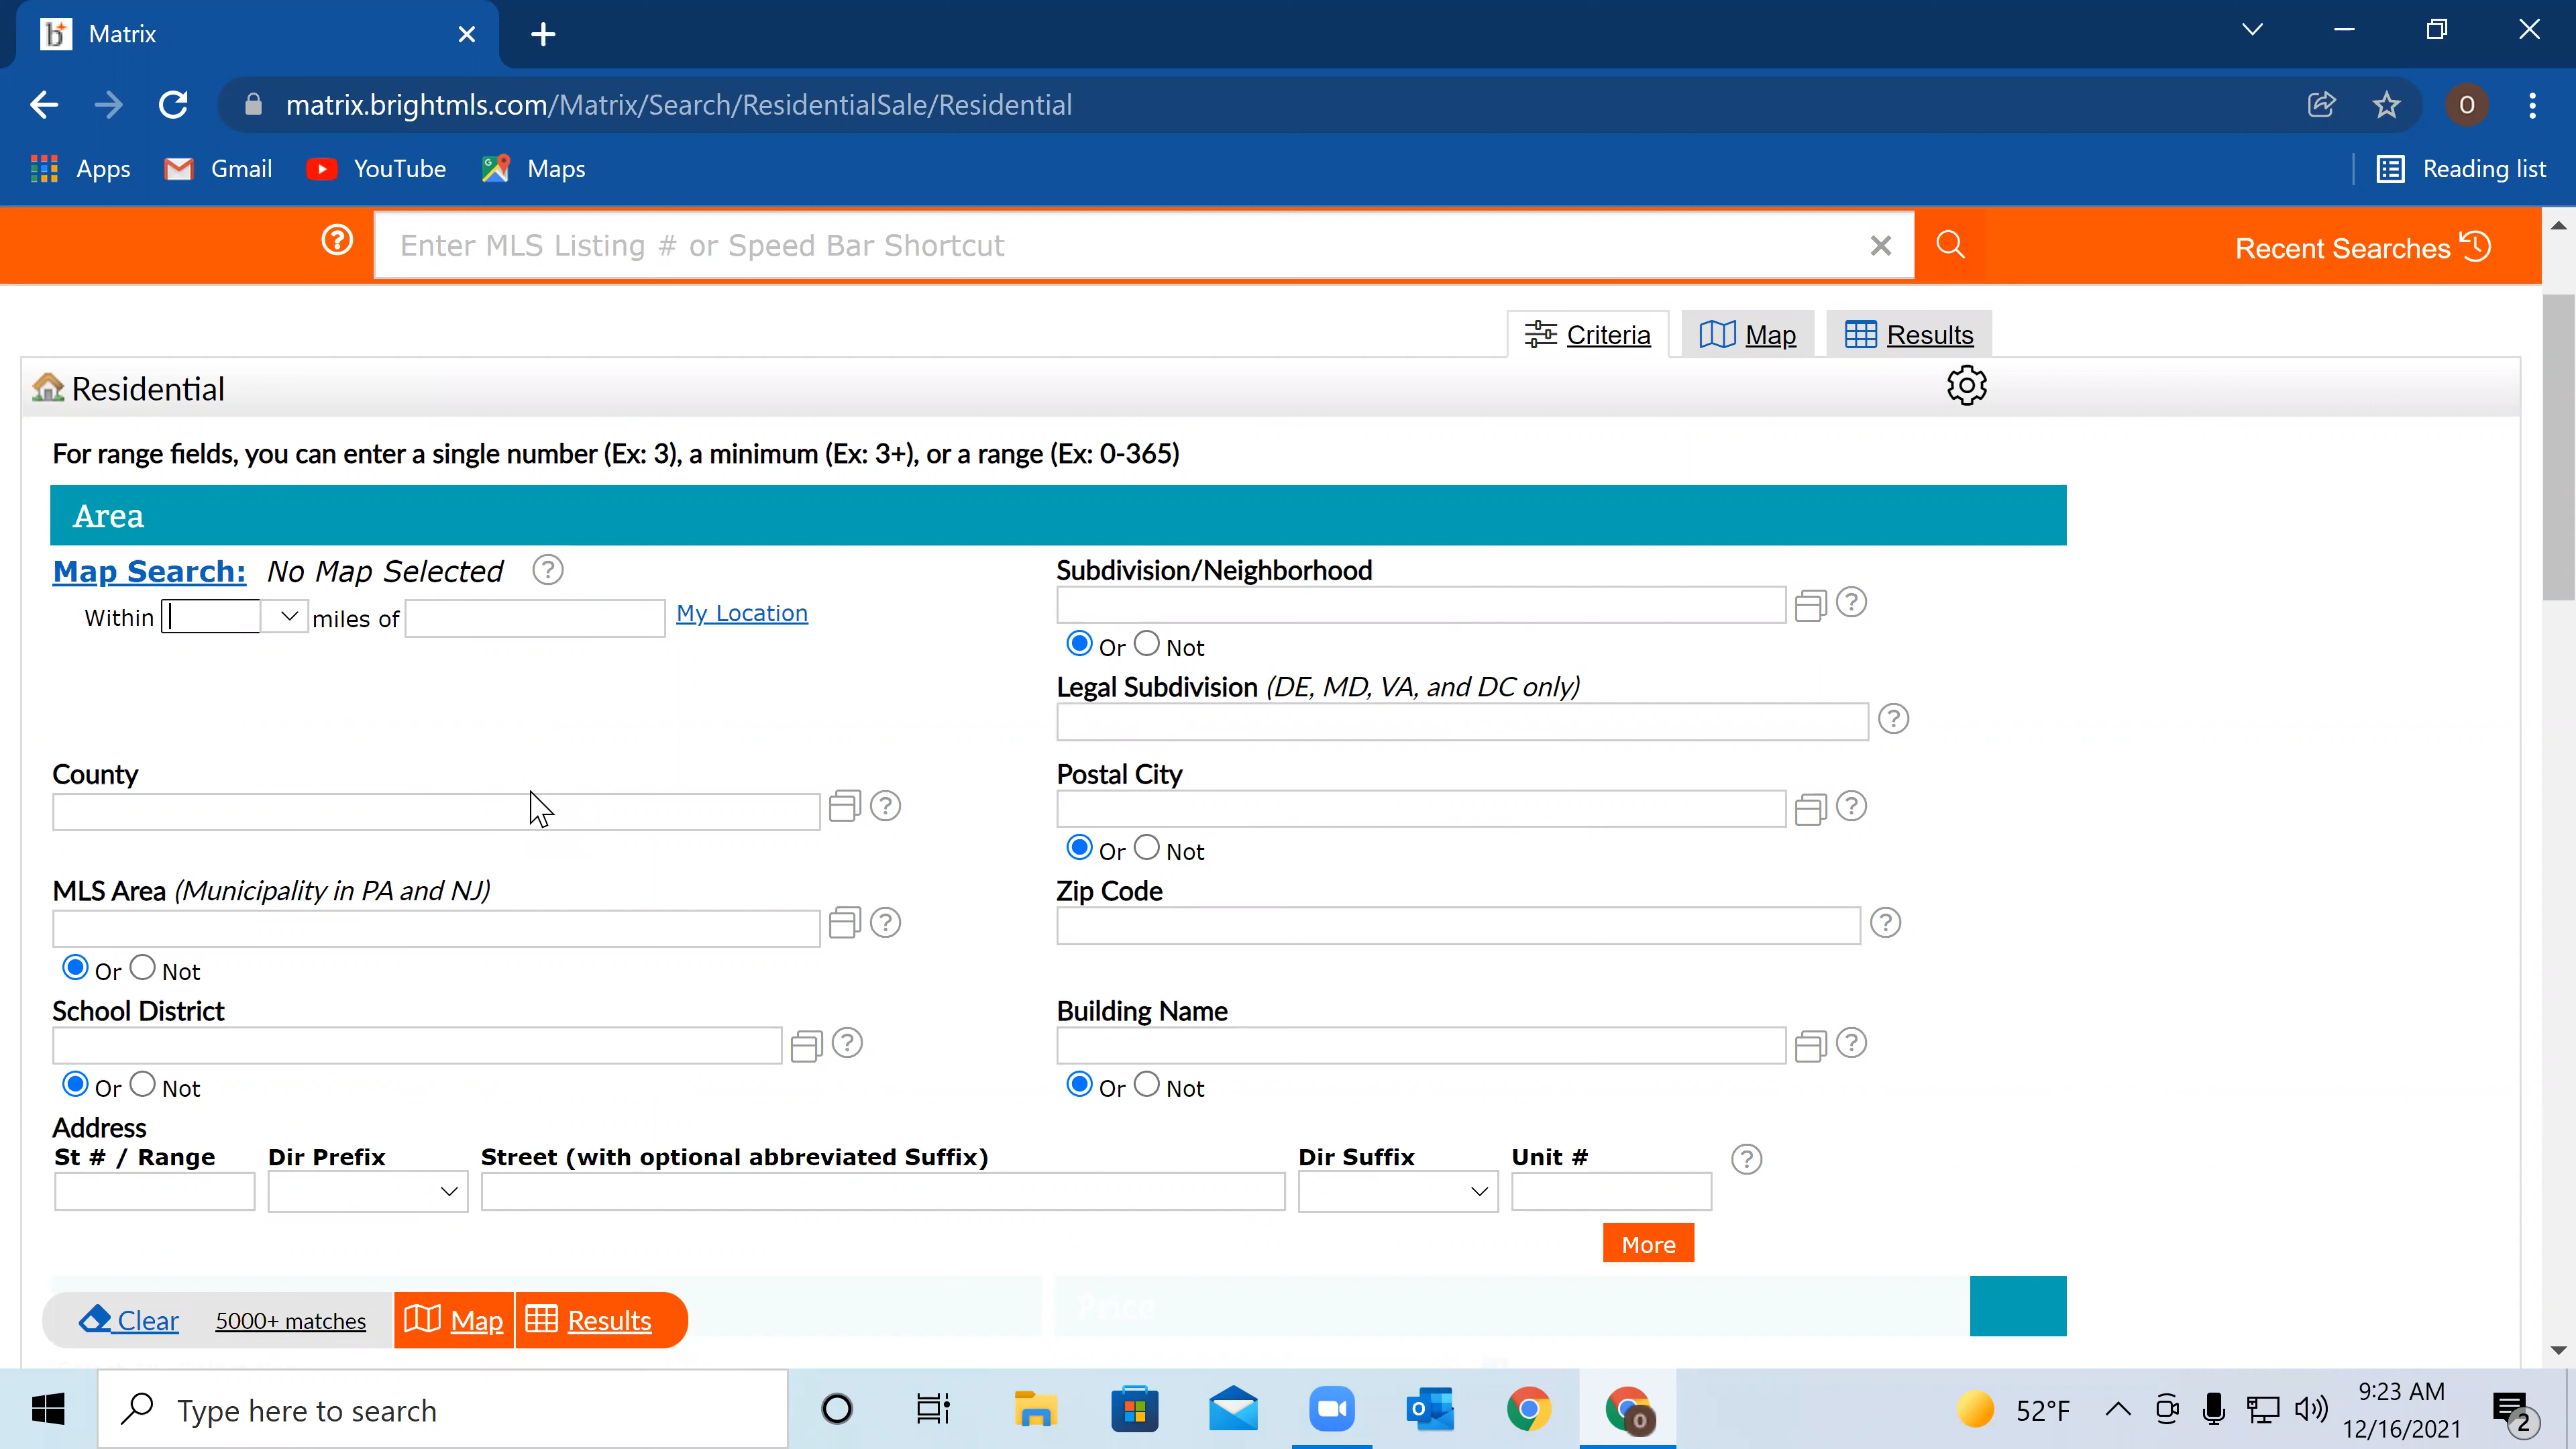 Matrix
matrix.brightmls.com/Matrix/Search/ResidentialSale/Residential
O
Apps Gmail YouTube Maps Reading list
Enter MLS Listing # or Speed Bar Shortcut
Recent Searches
Criteria Map Results
Residential
For range fields, you can enter a single number (Ex: 3), a minimum (Ex: 3+), or a range (Ex: 0-365)
Area
Map Search: No Map Selected ?
Within miles of My Location
Subdivision/Neighborhood
?
Or Not
Legal Subdivision (DE, MD, VA, and DC only)
?
County
?
Postal City
?
Or Not
MLS Area (Municipality in PA and NJ)
?
Or Not
Zip Code
?
School District
?
Or Not
Building Name
?
Or Not
Address
St # / Range Dir Prefix Street (with optional abbreviated Suffix) Dir Suffix Unit # ?
More
Price
Clear 5000+ matches Map Results
Type here to search
52°F
9:23 AM
12/16/2021
2